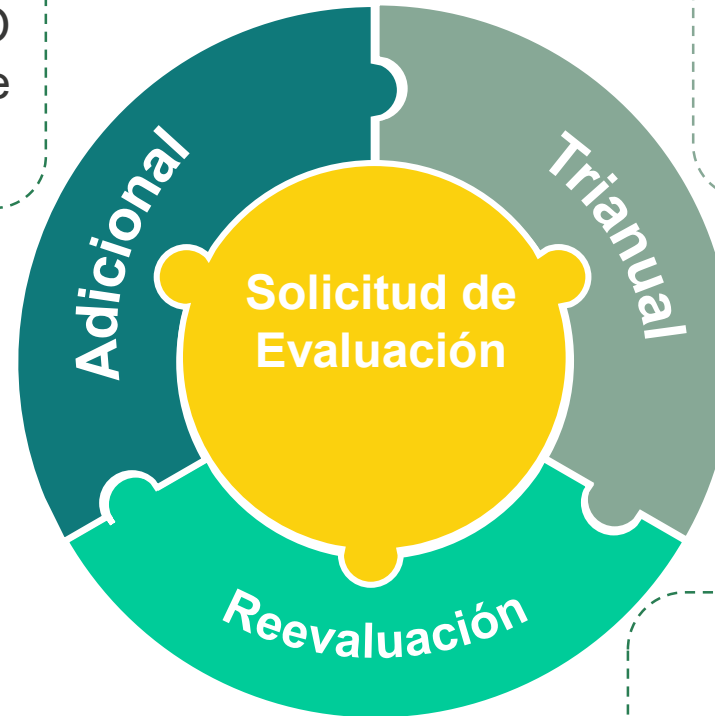 Adicional
Trianual
Solicitud de
Evaluación
Reevaluación